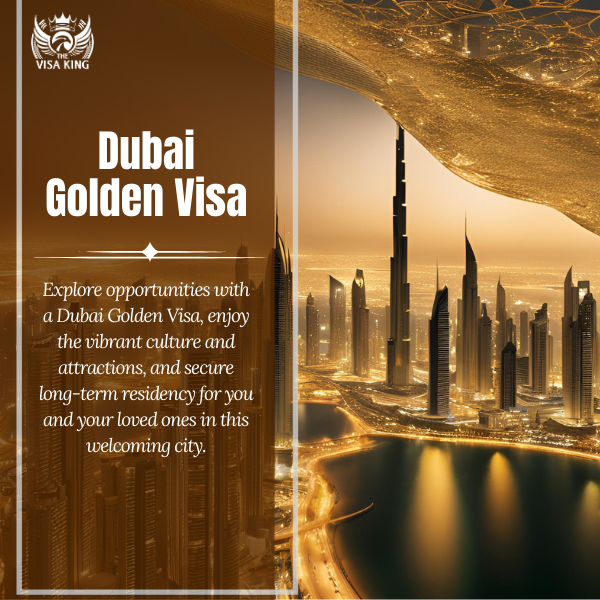 THE
VISA KING
Dubai
Golden Visa
Explore opportunities with
a Dubai Golden Visa, enjoy
the vibrant culture and
attractions, and secure
long-term residency for you
and your loved ones in this
welcoming city.